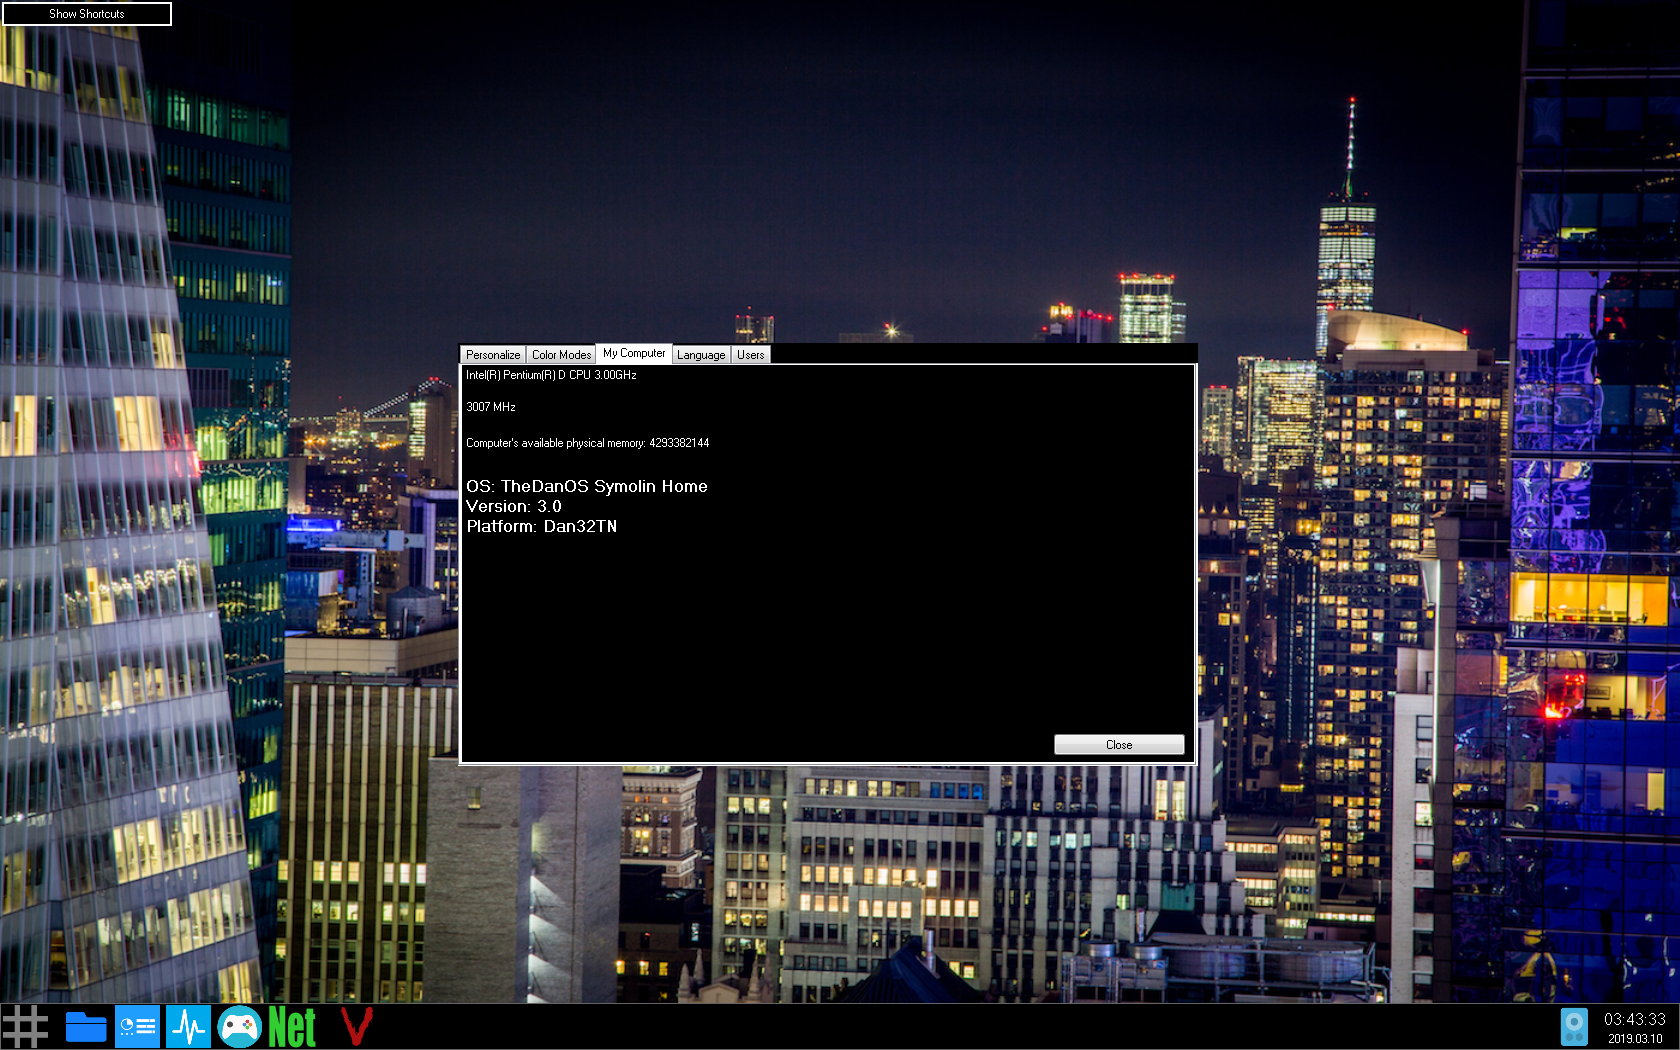 Show Shortcuts
Personalize Color Modes My Computer Language Users
Intel(R) Pentium(R) D CPU 3.00GHz
3007 MHz
Computer's available physical memory: 4293382144
OS: TheDanOS Symolin Home
Version: 3.0
Platform: Dan32TN
Close
Net
V
03:43:33
2019.03.10